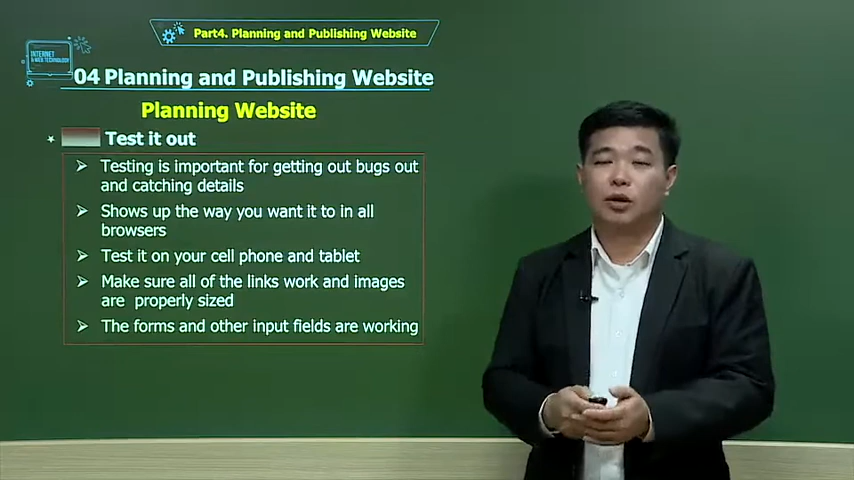 Part4. Planning and Publishing Website
INTERNET
& WEB TECHNOLOGY
04 Planning and Publishing Website
Planning Website
Test it out
Testing is important for getting out bugs out
and catching details
Shows up the way you want it to in all
browsers
Test it on your cell phone and tablet
Make sure all of the links work and images
are properly sized
The forms and other input fields are working